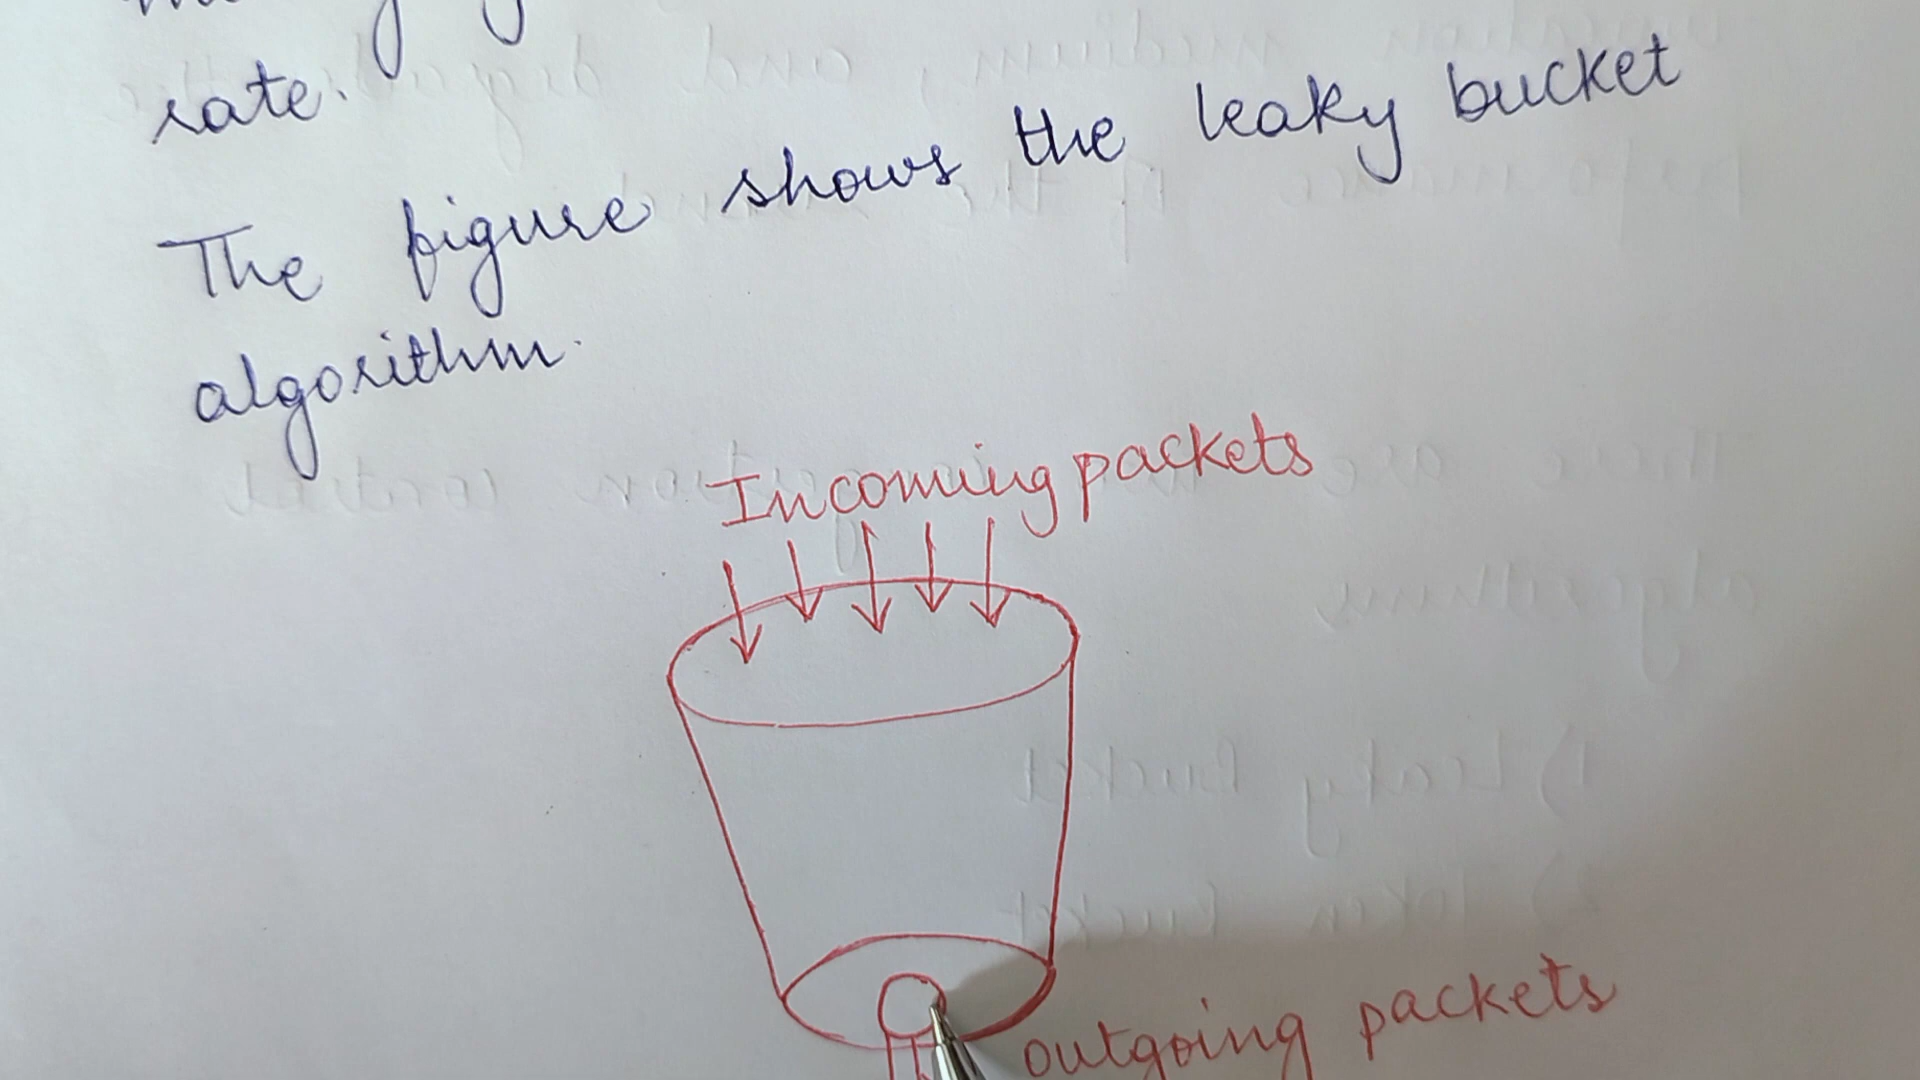 rate.
The figure shows the leaky bucket
algorithm.
Incoming packets
outgoing packets